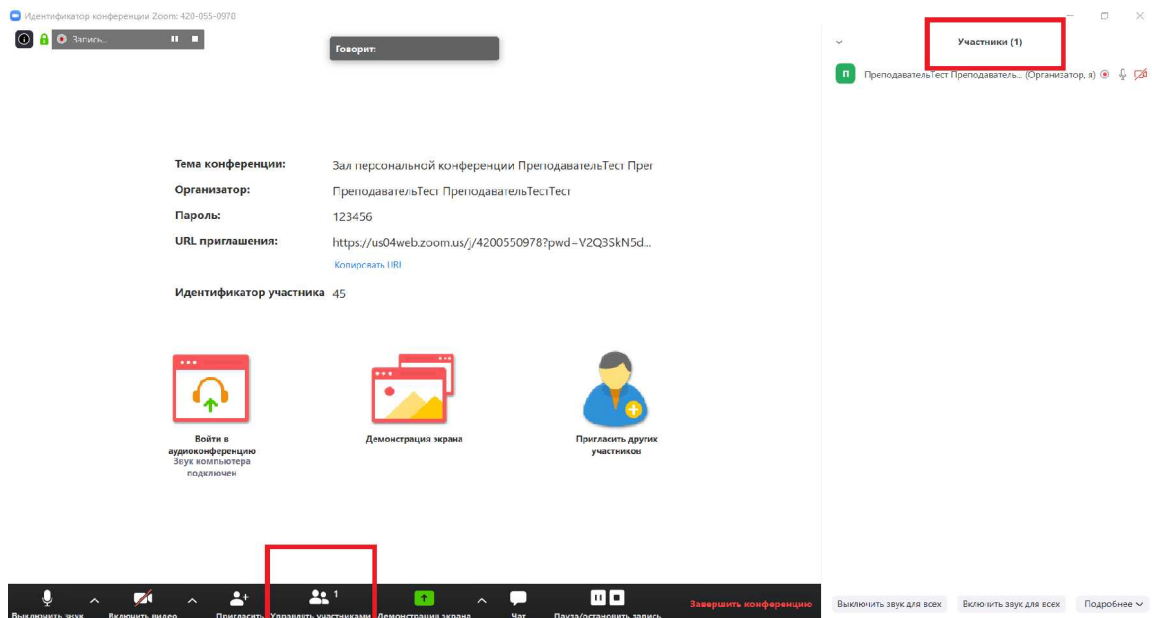 Идентификатор конференции Zoom: 420-055-0978
Запись...
Говорит:
Участники (1)
П
ПреподавательТест Преподаватель... (Организатор, я)
Тема конференции: Зал персональной конференции ПреподавательТест Преп
Организатор: ПреподавательТест ПреподавательТестТест
Пароль: 123456
URL приглашения: https://us04web.zoom.us/j/4200550978?pwd=V2Q3SkN5d...
Копировать URL
Идентификатор участника 45
Войти в
аудиоконференцию
Звук компьютера
подключен
Демонстрация экрана
Пригласить других
участников
1
Выключить звук
Включить видео
Пригласить
Управлять участниками
Демонстрация экрана
Чат
Пауза/остановить запись
Завершить конференцию
Выключить звук для всех
Включить звук для всех
Подробнее